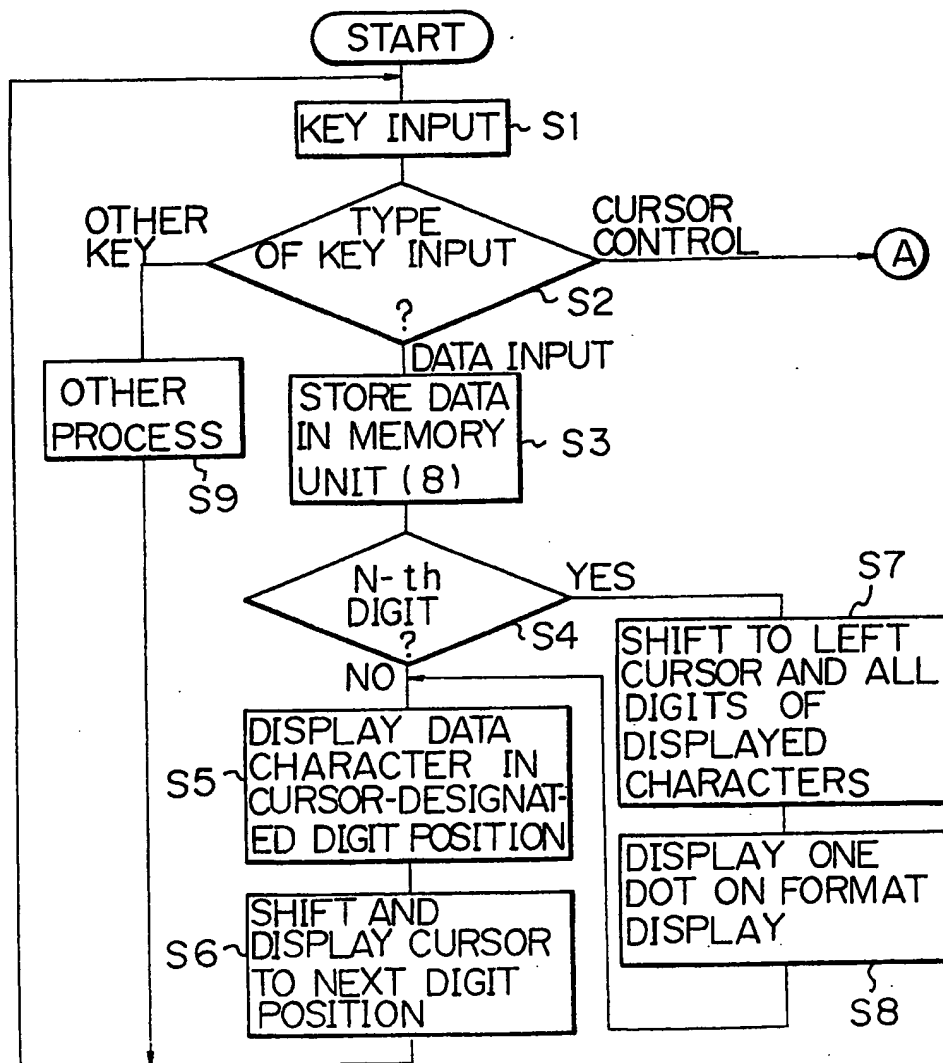 START
KEY INPUT
S1
OTHER
KEY
TYPE
OF KEY INPUT
?
S2
CURSOR
CONTROL
A
DATA INPUT
OTHER
PROCESS
S9
STORE DATA
IN MEMORY
UNIT (8)
S3
N-th
DIGIT
?
S4
YES
NO
S7
SHIFT TO LEFT
CURSOR AND ALL
DIGITS OF
DISPLAYED
CHARACTERS
S5
DISPLAY DATA
CHARACTER IN
CURSOR-DESIGNAT-
ED DIGIT POSITION
DISPLAY ONE
DOT ON FORMAT
DISPLAY
S8
S6
SHIFT AND
DISPLAY CURSOR
TO NEXT DIGIT
POSITION